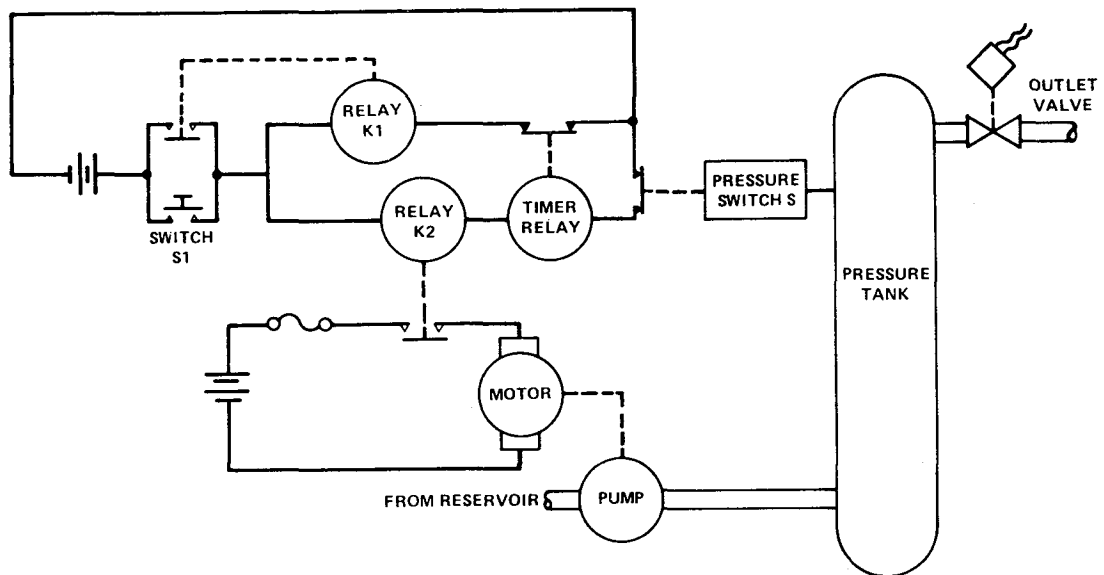 OUTLET
VALVE
RELAY
K1
RELAY
K2
TIMER
RELAY
PRESSURE
SWITCH S
SWITCH
S1
PRESSURE
TANK
MOTOR
FROM RESERVOIR
PUMP